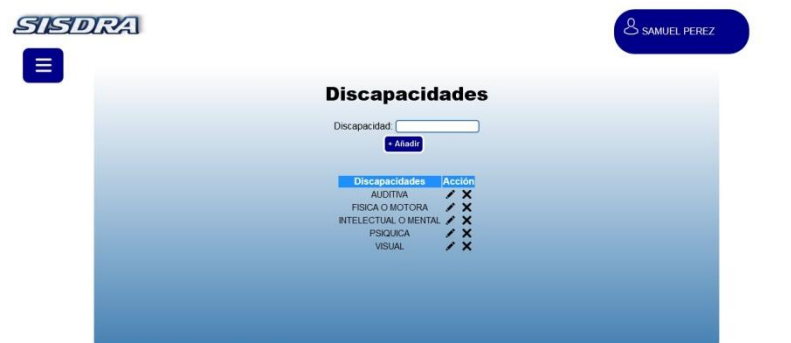 SISDRA
SAMUEL PEREZ
Discapacidades
Discapacidad:
+ Añadir
Discapacidades Acción
AUDITIVA
FISICA O MOTORA
INTELECTUAL O MENTAL
PSIQUICA
VISUAL